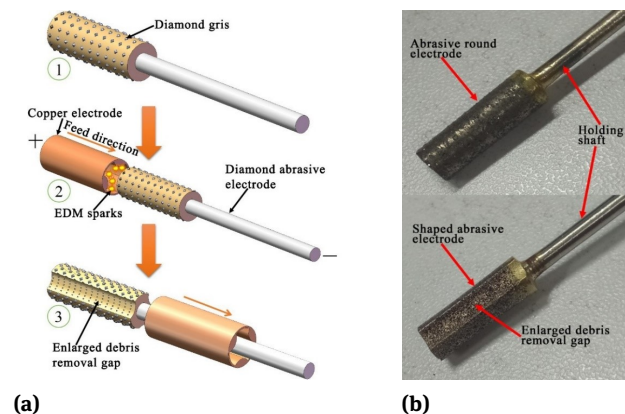 Diamond gris
1
Copper electrode
Feed direction
+
2
EDM sparks
Diamond abrasive
electrode
–
3
Enlarged debris
removal gap
(a)
Abrasive round
electrode
Holding
shaft
Shaped abrasive
electrode
Enlarged debris
removal gap
(b)